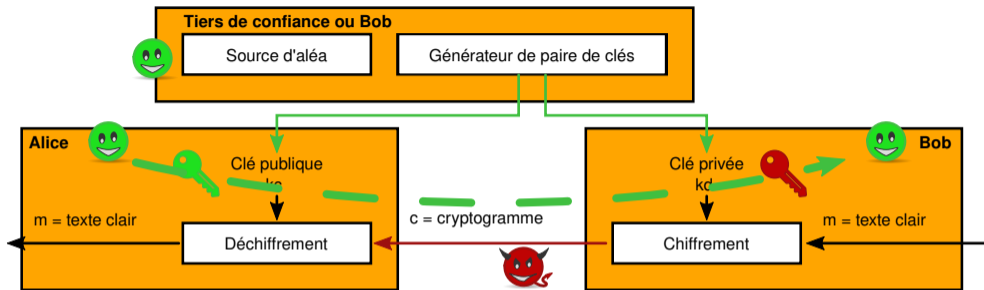 Tiers de confiance ou Bob
Source d'aléa
Générateur de paire de clés
Alice
Bob
Clé publique
Clé privée
kd
m = texte clair
c = cryptogramme
m = texte clair
Déchiffrement
Chiffrement